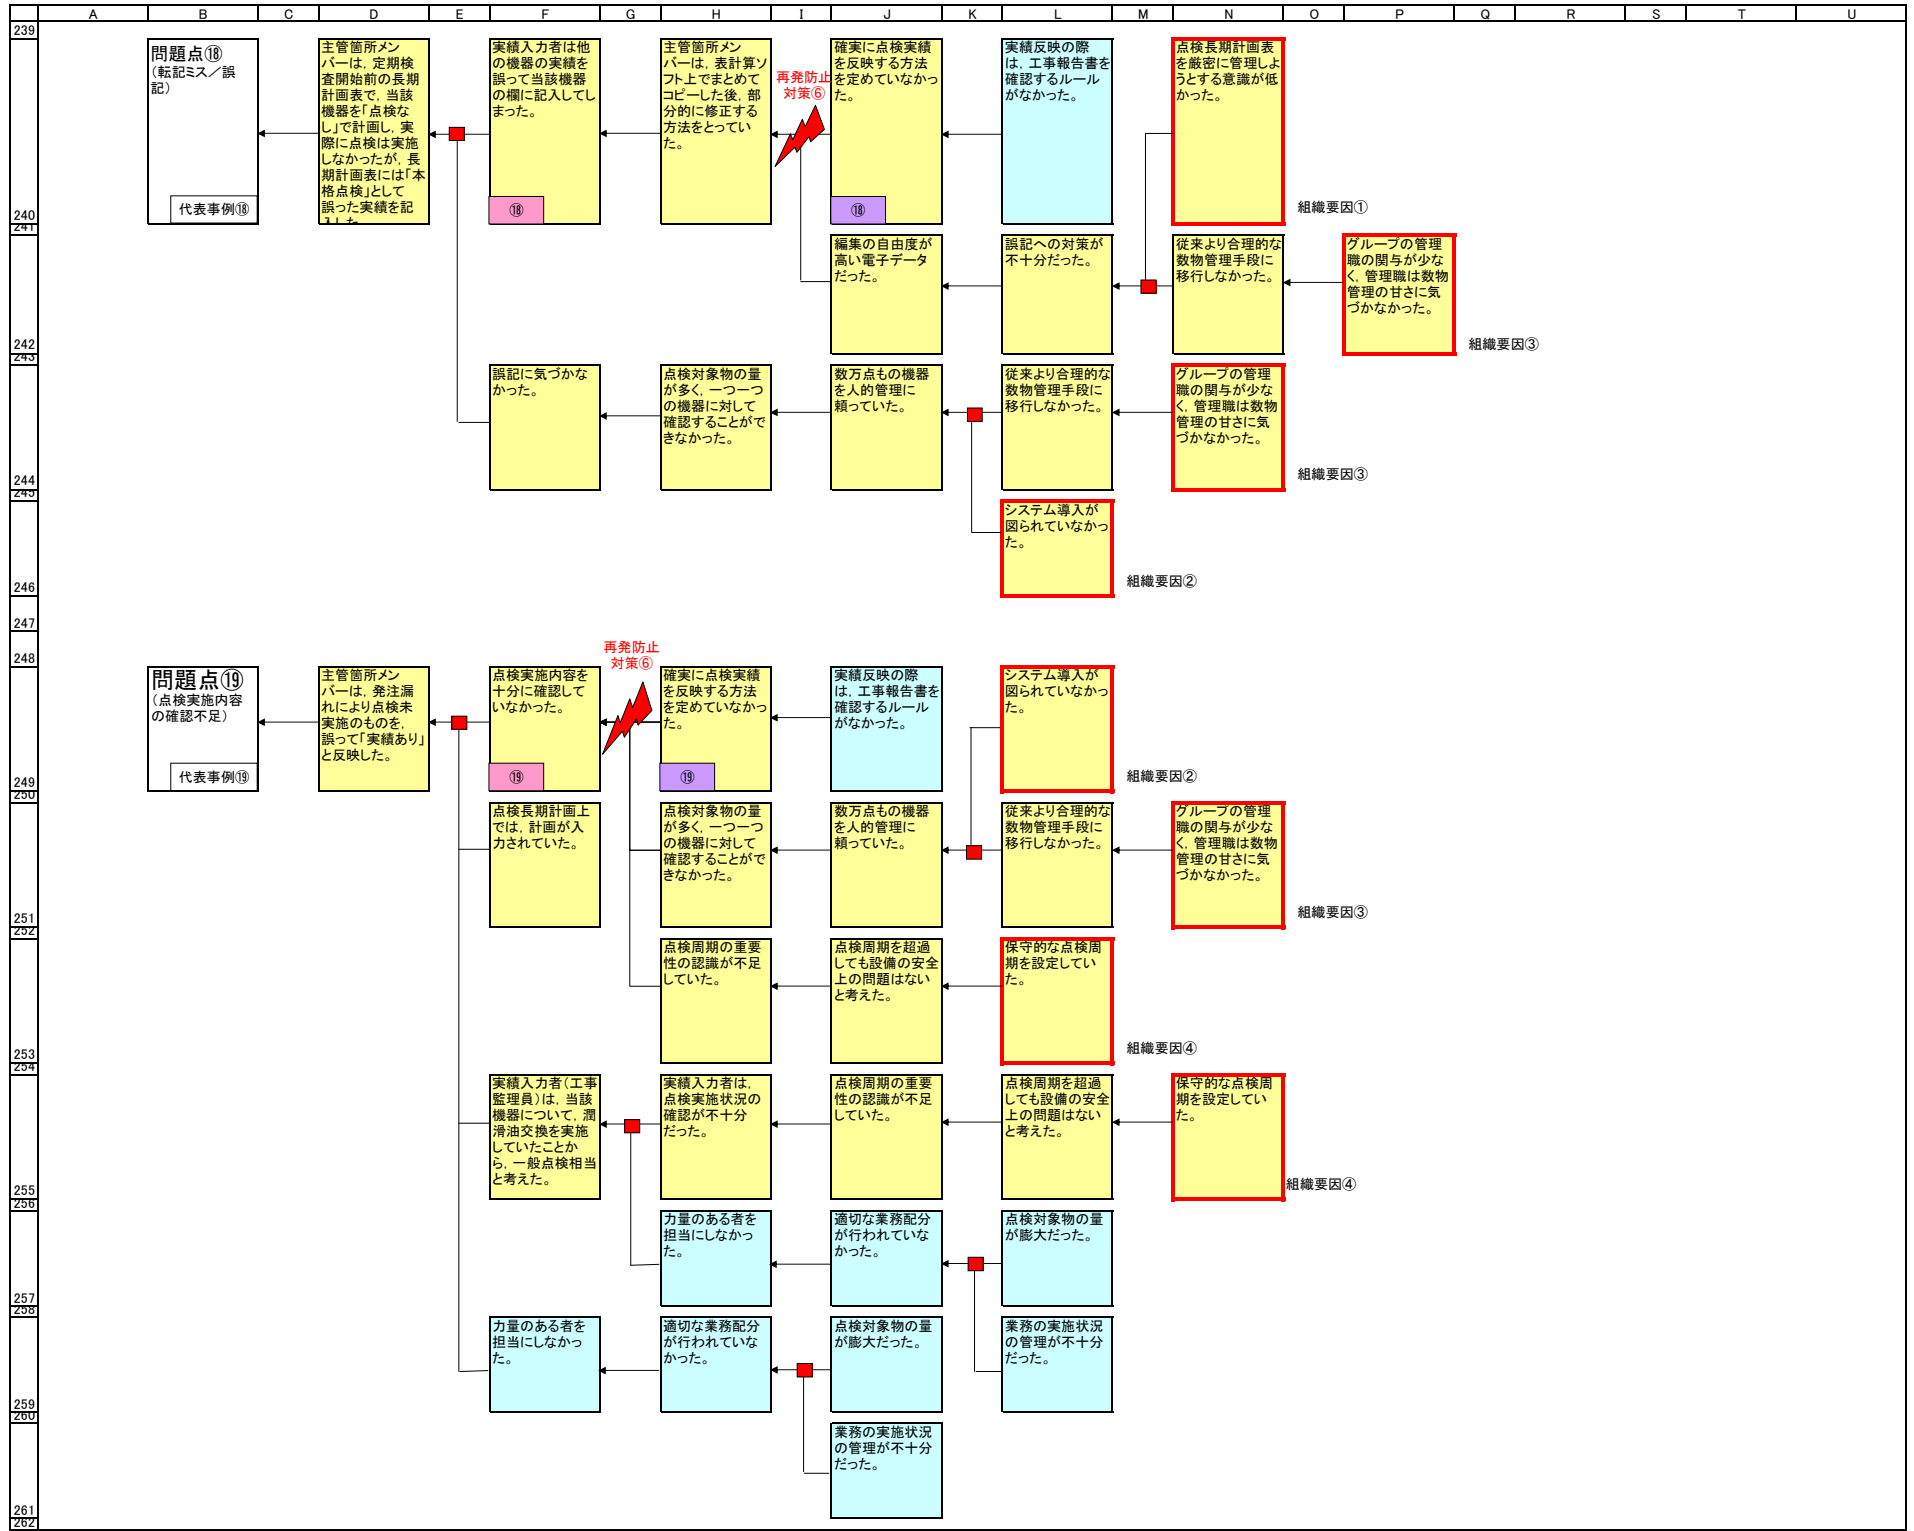 A B C D E F G H I J K L M N O P Q R S T U
239
問題点⑱
（転記ミス／誤
記）
代表事例⑱
主管箇所メン
バーは，定期検
査開始前の長期
計画表で，当該
機器を「点検な
し」で計画し，実
際に点検は実施
しなかったが，長
期計画表には「本
格点検」として
誤った実績を記
入した。
実績入力者は他
の機器の実績を
誤って当該機器
の欄に記入してし
まった。
⑱
主管箇所メン
バーは，表計算ソ
フト上でまとめて
コピーした後，部
分的に修正する
方法をとってい
た。
再発防止
対策⑥
確実に点検実績
を反映する方法
を定めていなかっ
た。
⑱
実績反映の際
は，工事報告書を
確認するルール
がなかった。
点検長期計画表
を厳密に管理しよ
うとする意識が低
かった。
組織要因①
240
241
編集の自由度が
高い電子データ
だった。
誤記への対策が
不十分だった。
従来より合理的な
数物管理手段に
移行しなかった。
グループの管理
職の関与が少な
く，管理職は数物
管理の甘さに気
づかなかった。
組織要因③
242
243
誤記に気づかな
かった。
点検対象物の量
が多く，一つ一つ
の機器に対して
確認することがで
きなかった。
数万点もの機器
を人的管理に
頼っていた。
従来より合理的な
数物管理手段に
移行しなかった。
グループの管理
職の関与が少な
く，管理職は数物
管理の甘さに気
づかなかった。
組織要因③
244
245
システム導入が
図られていなかっ
た。
組織要因②
246
247
248
問題点⑲
（点検実施内容
の確認不足）
代表事例⑲
主管箇所メン
バーは，発注漏
れにより点検未
実施のものを，
誤って「実績あり」
と反映した。
点検実施内容を
十分に確認して
いなかった。
⑲
再発防止
対策⑥
確実に点検実績
を反映する方法
を定めていなかっ
た。
⑲
実績反映の際
は，工事報告書を
確認するルール
がなかった。
システム導入が
図られていなかっ
た。
組織要因②
249
250
点検長期計画上
では，計画が入
力されていた。
点検対象物の量
が多く，一つ一つ
の機器に対して
確認することがで
きなかった。
数万点もの機器
を人的管理に
頼っていた。
従来より合理的な
数物管理手段に
移行しなかった。
グループの管理
職の関与が少な
く，管理職は数物
管理の甘さに気
づかなかった。
組織要因③
251
252
点検周期の重要
性の認識が不足
していた。
点検周期を超過
しても設備の安全
上の問題はない
と考えた。
保守的な点検周
期を設定してい
た。
組織要因④
253
254
実績入力者（工事
監理員）は，当該
機器について，潤
滑油交換を実施
していたことか
ら，一般点検相当
と考えた。
実績入力者は，
点検実施状況の
確認が不十分
だった。
点検周期の重要
性の認識が不足
していた。
点検周期を超過
しても設備の安全
上の問題はない
と考えた。
保守的な点検周
期を設定してい
た。
組織要因④
255
256
力量のある者を
担当にしなかっ
た。
適切な業務配分
が行われていな
かった。
点検対象物の量
が膨大だった。
257
258
力量のある者を
担当にしなかっ
た。
適切な業務配分
が行われていな
かった。
点検対象物の量
が膨大だった。
業務の実施状況
の管理が不十分
だった。
259
260
業務の実施状況
の管理が不十分
だった。
261
262